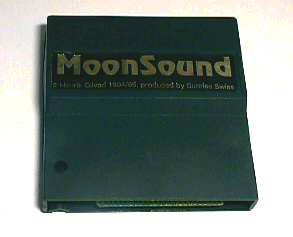 MoonSound
© Henrik Gilvad 1994/95, produced by Sunrise Swiss